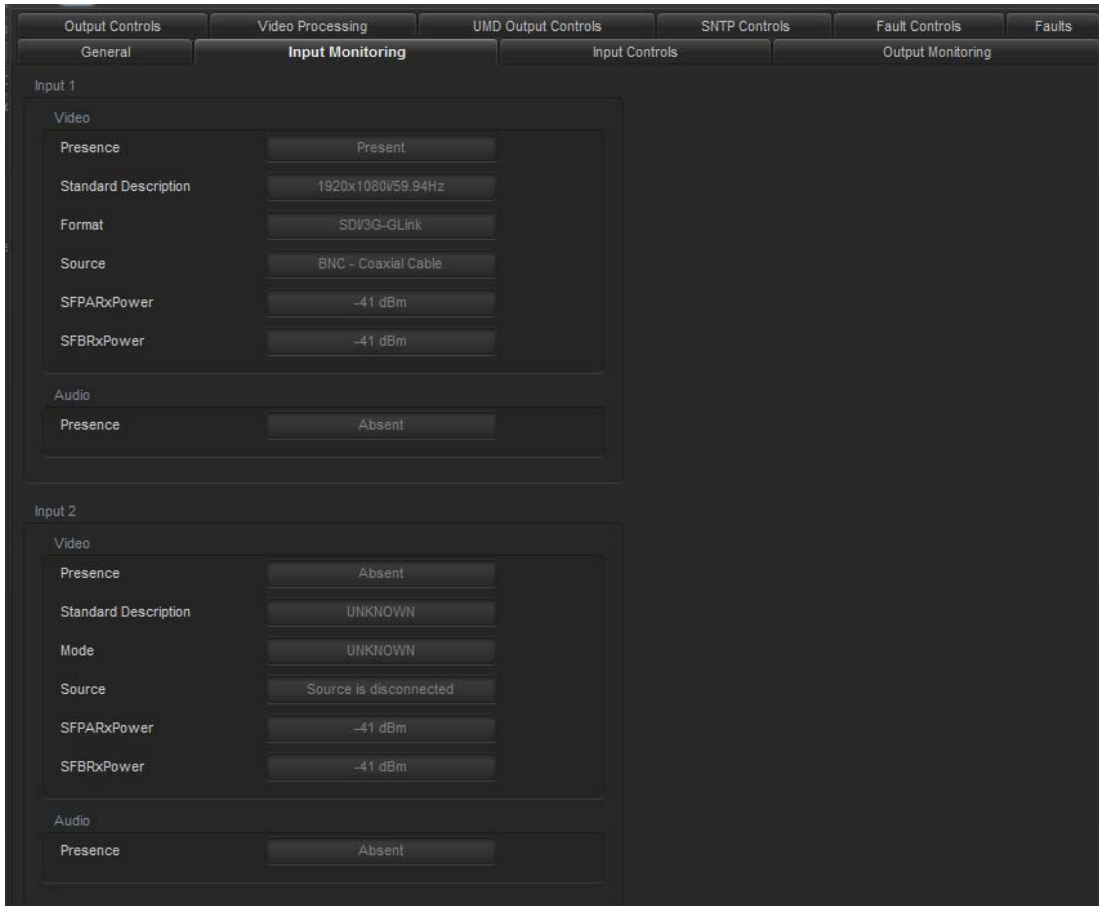 Output Controls Video Processing UMD Output Controls SNTP Controls Fault Controls Faults
General Input Monitoring Input Controls Output Monitoring
Input 1
Video
Presence Present
Standard Description 1920x1080i/59.94Hz
Format SDI/3G-GLink
Source BNC - Coaxial Cable
SFPARxPower -41 dBm
SFBRxPower -41 dBm
Audio
Presence Absent
Input 2
Video
Presence Absent
Standard Description UNKNOWN
Mode UNKNOWN
Source Source is disconnected
SFPARxPower -41 dBm
SFBRxPower -41 dBm
Audio
Presence Absent